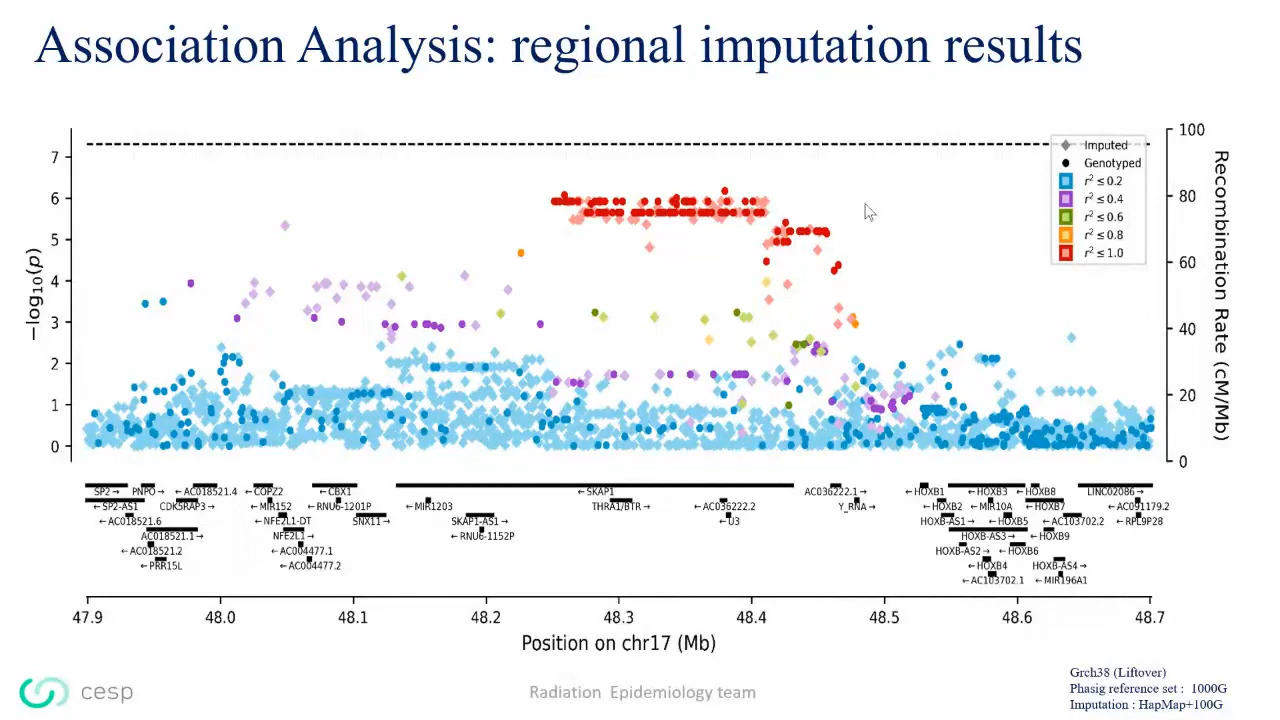 Association Analysis: regional imputation results
−log10(p)
7
6
5
4
3
2
1
0
100
80
60
40
20
0
Recombination Rate (cM/Mb)
Imputed
Genotyped
r² ≤ 0.2
r² ≤ 0.4
r² ≤ 0.6
r² ≤ 0.8
r² ≤ 1.0
SP2→ PNPO→ ←AC018521.4 ←COPZ2 ←CBX1 ←SKAP1 AC036222.1→ ←HOXB1 ←HOXB3 ←HOXB8 LINC02086→
←SP2-AS1 CDK5RAP3→ ←MIR152 ←RNU6-1201P ←MIR1203 THRA1/BTR→ ←AC036222.2 Y_RNA→ ←HOXB2 ←MIR10A ←HOXB7 ←AC091179.2
←AC018521.6 ←NFE2L1-DT SNX11→ SKAP1-AS1→ ←U3 HOXB-AS1→ ←HOXB5 ←AC103702.2 ←RPL9P28
AC018521.1→ NFE2L1→ ←RNU6-1152P HOXB-AS3→ ←HOXB9
←AC018521.2 ←AC004477.1 HOXB-AS2→ ←HOXB6
←PRR15L ←AC004477.2 ←HOXB4 HOXB-AS4→
←AC103702.1 ←MIR196A1
47.9 48.0 48.1 48.2 48.3 48.4 48.5 48.6 48.7
Position on chr17 (Mb)
cesp
Radiation Epidemiology team
Grch38 (Liftover)
Phasig reference set : 1000G
Imputation : HapMap+100G